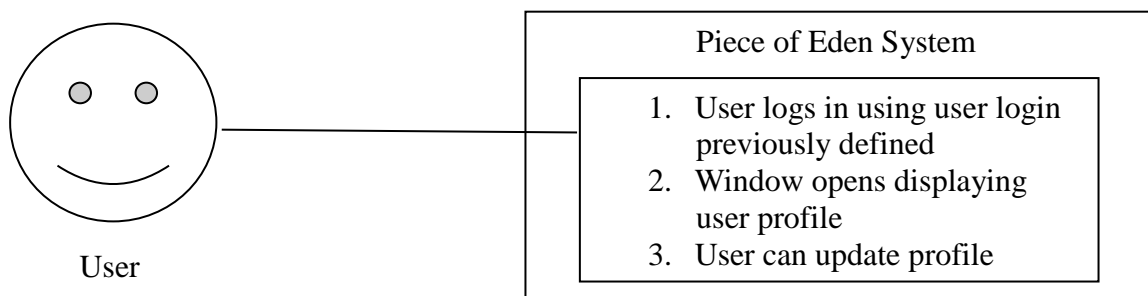 Piece of Eden System
1. User logs in using user login
previously defined
2. Window opens displaying
user profile
3. User can update profile
User